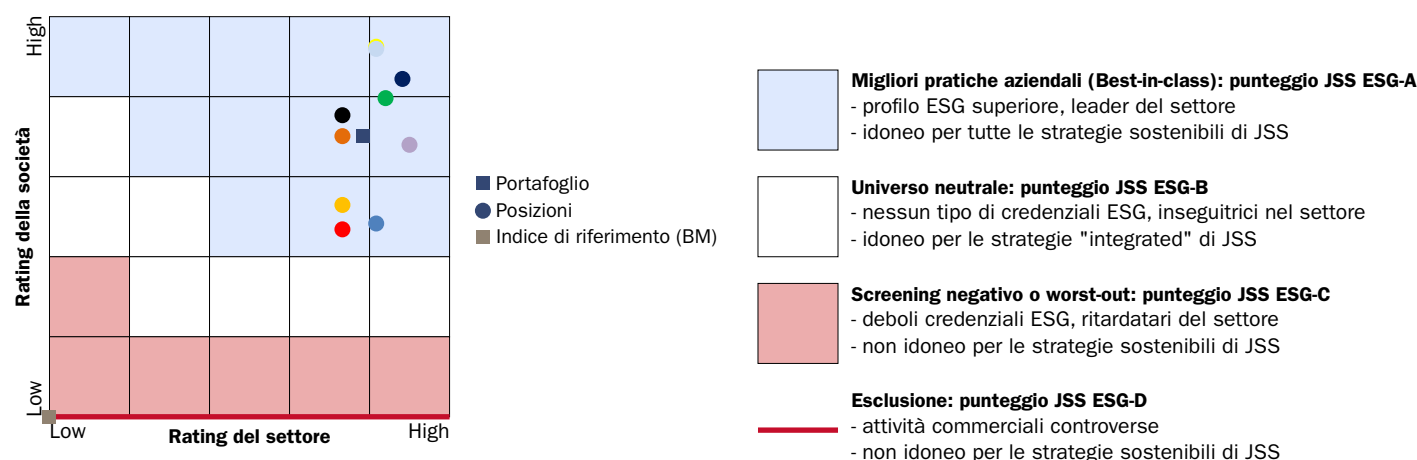 High
Rating della società
Low
Low
Rating del settore
High
Portafoglio
Posizioni
Indice di riferimento (BM)
Migliori pratiche aziendali (Best-in-class): punteggio JSS ESG-A
- profilo ESG superiore, leader del settore
- idoneo per tutte le strategie sostenibili di JSS
Universo neutrale: punteggio JSS ESG-B
- nessun tipo di credenziali ESG, inseguitrici nel settore
- idoneo per le strategie "integrated" di JSS
Screening negativo o worst-out: punteggio JSS ESG-C
- deboli credenziali ESG, ritardatari del settore
- non idoneo per le strategie sostenibili di JSS
Esclusione: punteggio JSS ESG-D
- attività commerciali controverse
- non idoneo per le strategie sostenibili di JSS